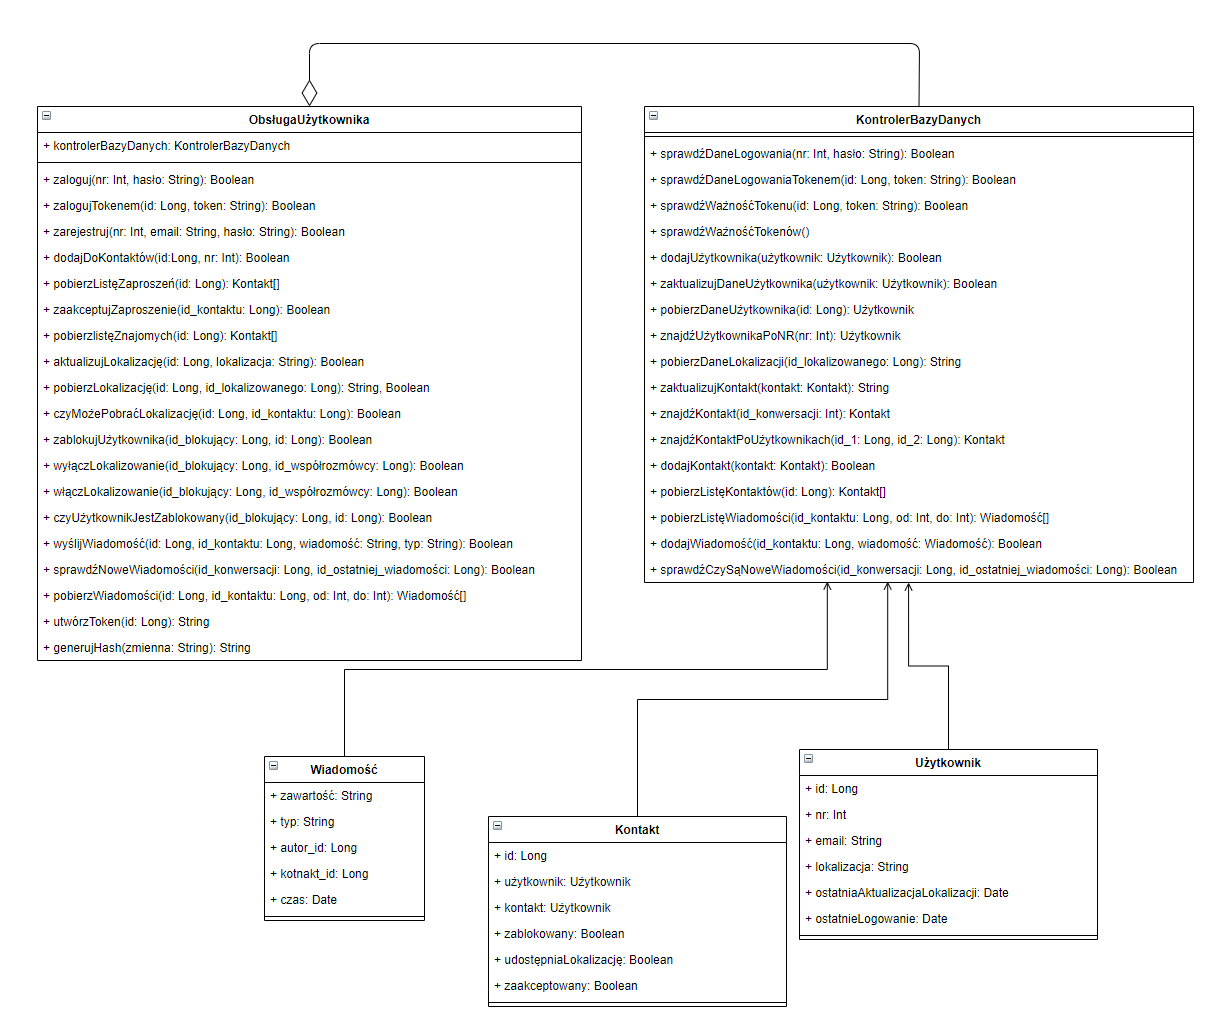 ObsługaUżytkownika
+ kontrolerBazyDanych: KontrolerBazyDanych
+ zaloguj(nr: Int, hasło: String): Boolean
+ zalogujTokenem(id: Long, token: String): Boolean
+ zarejestruj(nr: Int, email: String, hasło: String): Boolean
+ dodajDoKontaktów(id:Long, nr: Int): Boolean
+ pobierzListęZaproszeń(id: Long): Kontakt[]
+ zaakceptujZaproszenie(id_kontaktu: Long): Boolean
+ pobierzlistęZnajomych(id: Long): Kontakt[]
+ aktualizujLokalizację(id: Long, lokalizacja: String): Boolean
+ pobierzLokalizację(id: Long, id_lokalizowanego: Long): String, Boolean
+ czyMożePobraćLokalizację(id: Long, id_kontaktu: Long): Boolean
+ zablokujUżytkownika(id_blokujący: Long, id: Long): Boolean
+ wyłączLokalizowanie(id_blokujący: Long, id_współrozmówcy: Long): Boolean
+ włączLokalizowanie(id_blokujący: Long, id_współrozmówcy: Long): Boolean
+ czyUżytkownikJestZablokowany(id_blokujący: Long, id: Long): Boolean
+ wyślijWiadomość(id: Long, id_kontaktu: Long, wiadomość: String, typ: String): Boolean
+ sprawdźNoweWiadomości(id_konwersacji: Long, id_ostatniej_wiadomości: Long): Boolean
+ pobierzWiadomości(id: Long, id_kontaktu: Long, od: Int, do: Int): Wiadomość[]
+ utwórzToken(id: Long): String
+ generujHash(zmienna: String): String
KontrolerBazyDanych
+ sprawdźDaneLogowania(nr: Int, hasło: String): Boolean
+ sprawdźDaneLogowaniaTokenem(id: Long, token: String): Boolean
+ sprawdźWażnośćTokenu(id: Long, token: String): Boolean
+ sprawdźWażnośćTokenów()
+ dodajUżytkownika(użytkownik: Użytkownik): Boolean
+ zaktualizujDaneUżytkownika(użytkownik: Użytkownik): Boolean
+ pobierzDaneUżytkownika(id: Long): Użytkownik
+ znajdźUżytkownikaPoNR(nr: Int): Użytkownik
+ pobierzDaneLokalizacji(id_lokalizowanego: Long): String
+ zaktualizujKontakt(kontakt: Kontakt): String
+ znajdźKontakt(id_konwersacji: Int): Kontakt
+ znajdźKontaktPoUżytkownikach(id_1: Long, id_2: Long): Kontakt
+ dodajKontakt(kontakt: Kontakt): Boolean
+ pobierzListęKontaktów(id: Long): Kontakt[]
+ pobierzListęWiadomości(id_kontaktu: Long, od: Int, do: Int): Wiadomość[]
+ dodajWiadomość(id_kontaktu: Long, wiadomość: Wiadomość): Boolean
+ sprawdźCzySąNoweWiadomości(id_konwersacji: Long, id_ostatniej_wiadomości: Long): Boolean
Wiadomość
+ zawartość: String
+ typ: String
+ autor_id: Long
+ kotnakt_id: Long
+ czas: Date
Kontakt
+ id: Long
+ użytkownik: Użytkownik
+ kontakt: Użytkownik
+ zablokowany: Boolean
+ udostępniaLokalizację: Boolean
+ zaakceptowany: Boolean
Użytkownik
+ id: Long
+ nr: Int
+ email: String
+ lokalizacja: String
+ ostatniaAktualizacjaLokalizacji: Date
+ ostatnieLogowanie: Date